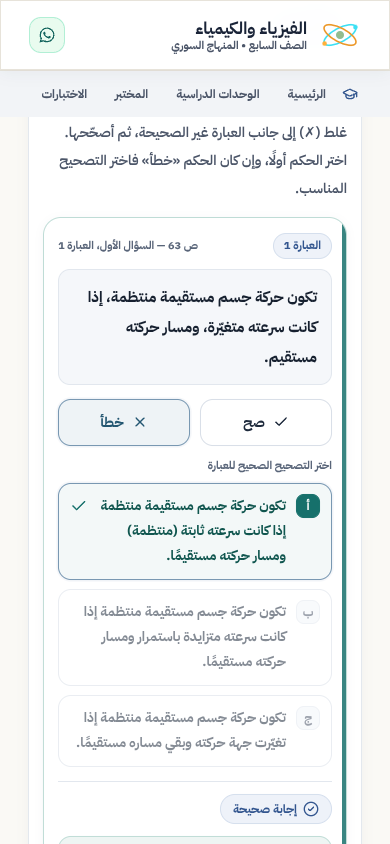 الفيزياء والكيمياء
الصف السابع • المنهاج السوري
الرئيسية
الوحدات الدراسية
المختبر
الاختبارات
غلط (✗) إلى جانب العبارة غير الصحيحة، ثم أصحّحها.
اختر الحكم أولًا، وإن كان الحكم «خطأ» فاختر التصحيح
المناسب.
العبارة 1
ص 63 — السؤال الأول، العبارة 1
تكون حركة جسم مستقيمة منتظمة، إذا
كانت سرعته متغيّرة، ومسار حركته
مستقيم.
صح
خطأ
اختر التصحيح الصحيح للعبارة
أ
تكون حركة جسم مستقيمة منتظمة
إذا كانت سرعته ثابتة (منتظمة)
ومسار حركته مستقيمًا.
ب
تكون حركة جسم مستقيمة منتظمة إذا
كانت سرعته متزايدة باستمرار ومسار
حركته مستقيمًا.
ج
تكون حركة جسم مستقيمة منتظمة إذا
تغيّرت جهة حركته وبقي مساره مستقيمًا.
إجابة صحيحة